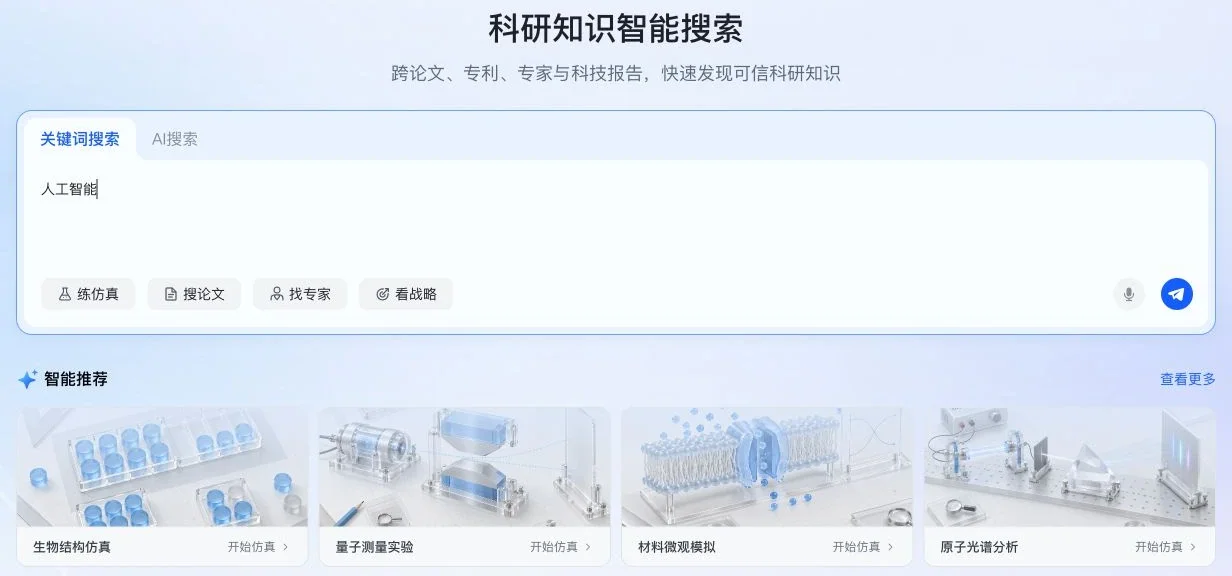 科研知识智能搜索
跨论文、专利、专家与科技报告，快速发现可信科研知识
关键词搜索 AI搜索
人工智能
练仿真 搜论文 找专家 看战略
智能推荐 查看更多
生物结构仿真 开始仿真 量子测量实验 开始仿真 材料微观模拟 开始仿真 原子光谱分析 开始仿真